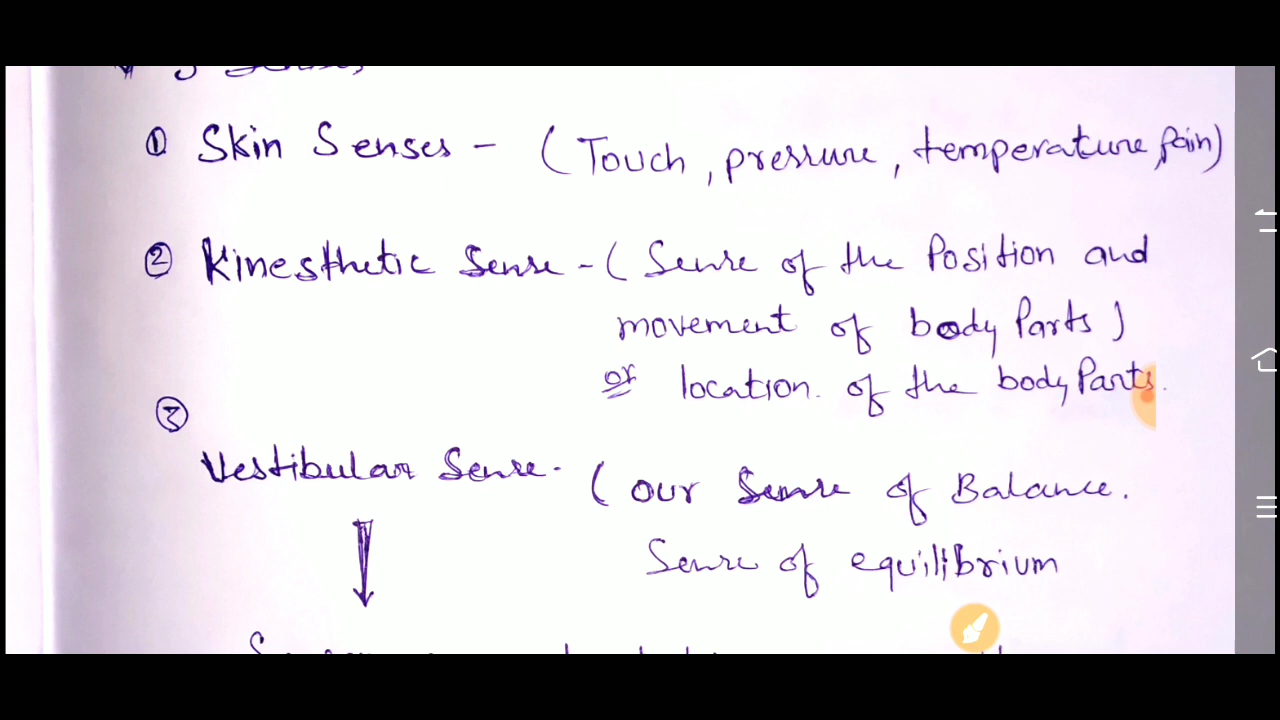 ① Skin Senses - (Touch, pressure, temperature, pain)
② Kinesthetic Sense - (Sense of the Position and
movement of body Parts)
or location. of the body Parts.
③
Vestibular Sense. (our Sense of Balance.
Sense of equilibrium